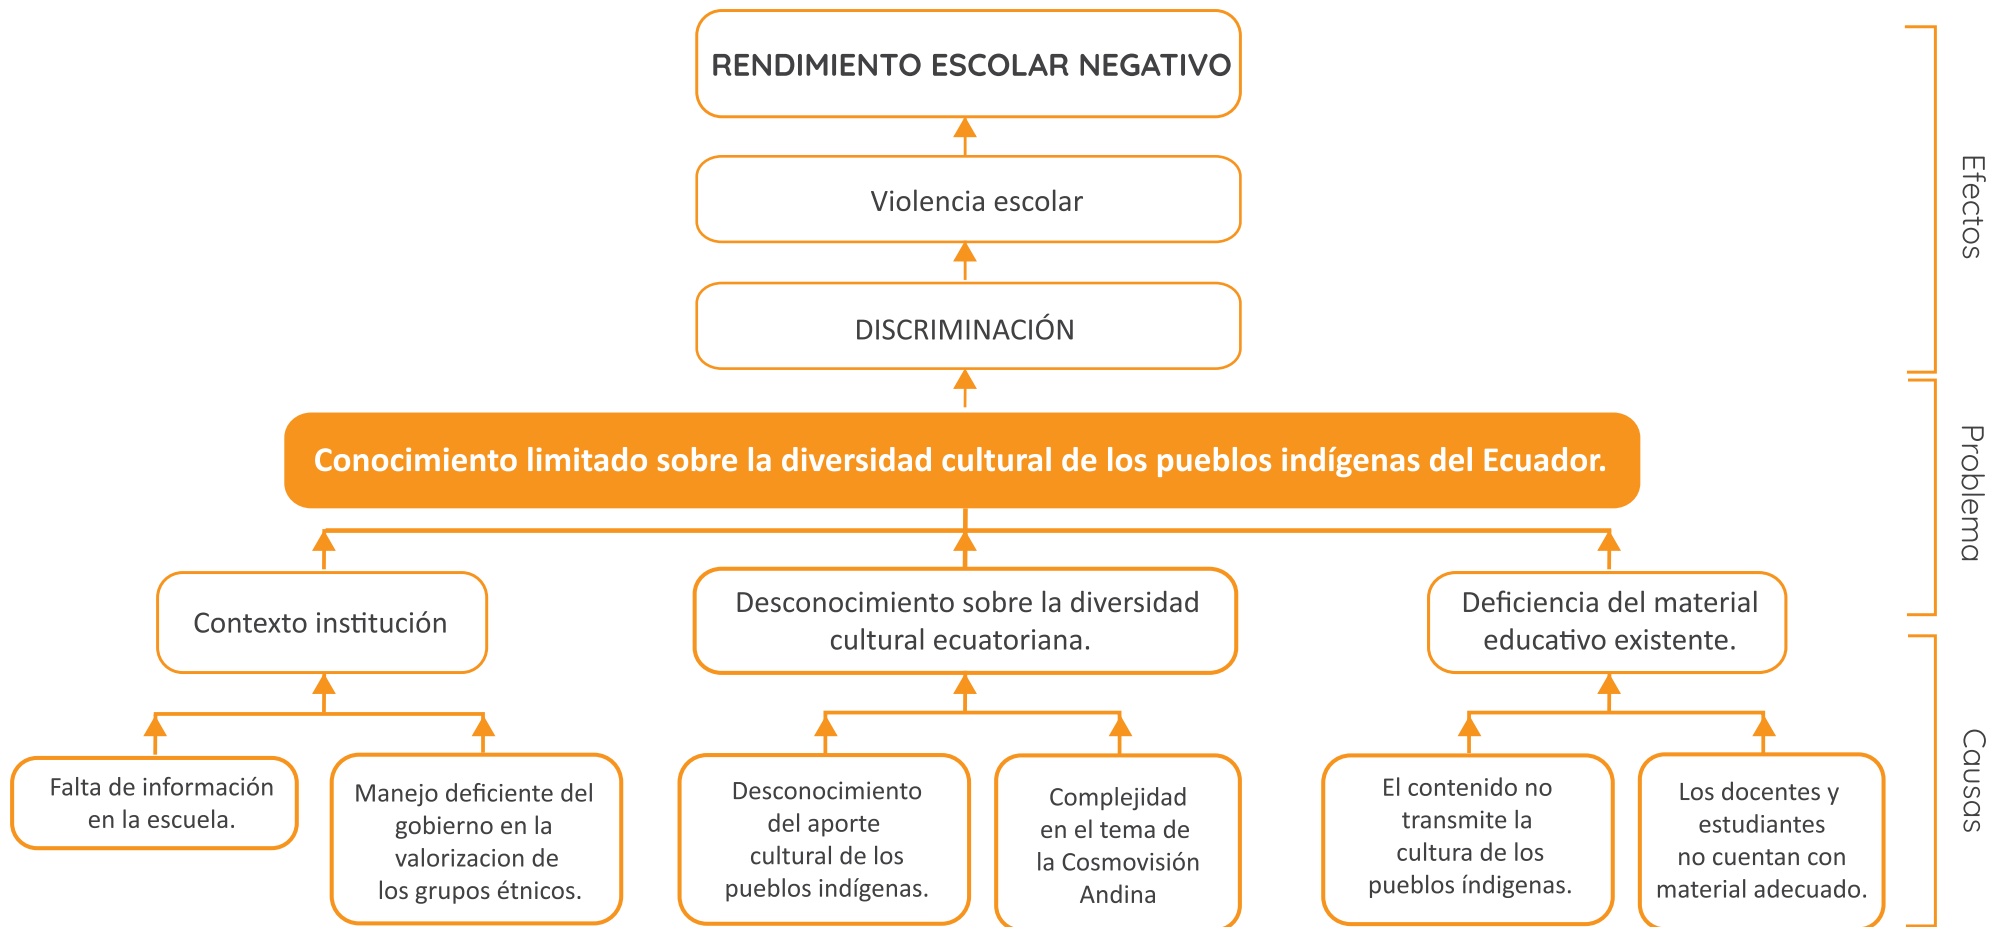 RENDIMIENTO ESCOLAR NEGATIVO
Violencia escolar
DISCRIMINACIÓN
Efectos
Conocimiento limitado sobre la diversidad cultural de los pueblos indígenas del Ecuador.
Problema
Contexto institución
Desconocimiento sobre la diversidad
cultural ecuatoriana.
Deficiencia del material
educativo existente.
Falta de información
en la escuela.
Manejo deficiente del
gobierno en la
valorizacion de
los grupos étnicos.
Desconocimiento
del aporte
cultural de los
pueblos indígenas.
Complejidad
en el tema de
la Cosmovisión
Andina
El contenido no
transmite la
cultura de los
pueblos índigenas.
Los docentes y
estudiantes
no cuentan con
material adecuado.
Causas